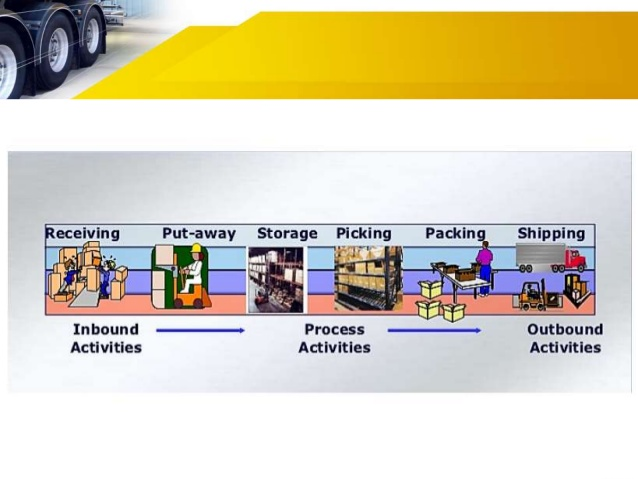 Receiving Put-away Storage Picking Packing Shipping
Inbound Activities
Process Activities
Outbound Activities